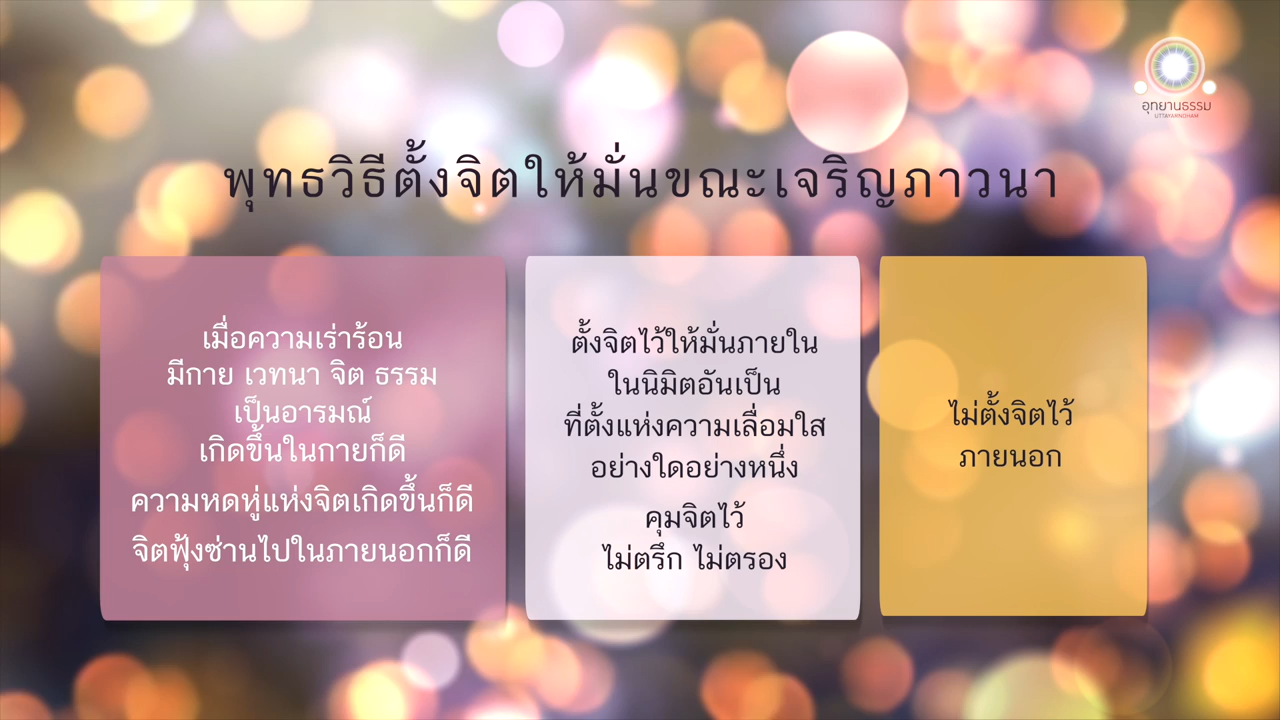 อุทยานธรรม
UTTAYARNDHAM
พุทธวิธีตั้งจิตให้มั่นขณะเจริญภาวนา
เมื่อความเร่าร้อน
มีกาย เวทนา จิต ธรรม
เป็นอารมณ์
เกิดขึ้นในกายก็ดี
ความหดหู่แห่งจิตเกิดขึ้นก็ดี
จิตฟุ้งซ่านไปในภายนอกก็ดี
ตั้งจิตไว้ให้มั่นภายใน
ในนิมิตอันเป็น
ที่ตั้งแห่งความเลื่อมใส
อย่างใดอย่างหนึ่ง
คุมจิตไว้
ไม่ตรึก ไม่ตรอง
ไม่ตั้งจิตไว้
ภายนอก